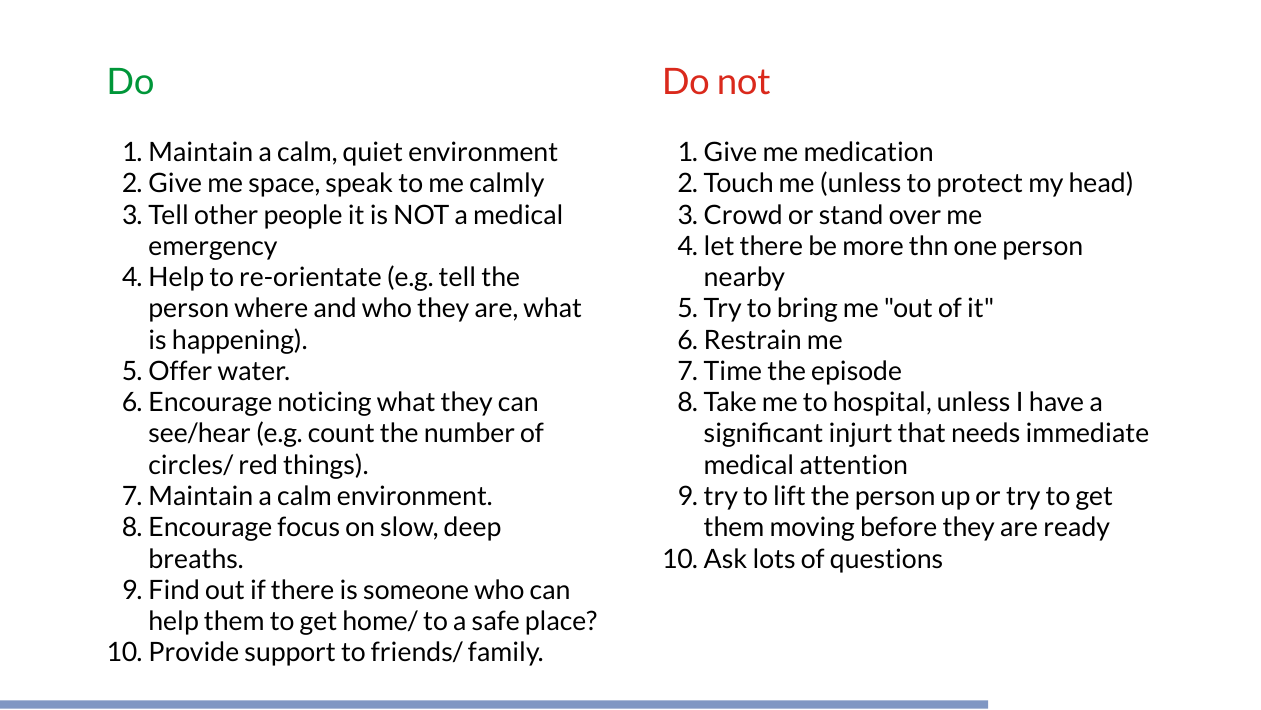 Do
1. Maintain a calm, quiet environment
2. Give me space, speak to me calmly
3. Tell other people it is NOT a medical
emergency
4. Help to re-orientate (e.g. tell the
person where and who they are, what
is happening).
5. Offer water.
6. Encourage noticing what they can
see/hear (e.g. count the number of
circles/ red things).
7. Maintain a calm environment.
8. Encourage focus on slow, deep
breaths.
9. Find out if there is someone who can
help them to get home/ to a safe place?
10. Provide support to friends/ family.
Do not
1. Give me medication
2. Touch me (unless to protect my head)
3. Crowd or stand over me
4. let there be more thn one person
nearby
5. Try to bring me "out of it"
6. Restrain me
7. Time the episode
8. Take me to hospital, unless I have a
significant injurt that needs immediate
medical attention
9. try to lift the person up or try to get
them moving before they are ready
10. Ask lots of questions